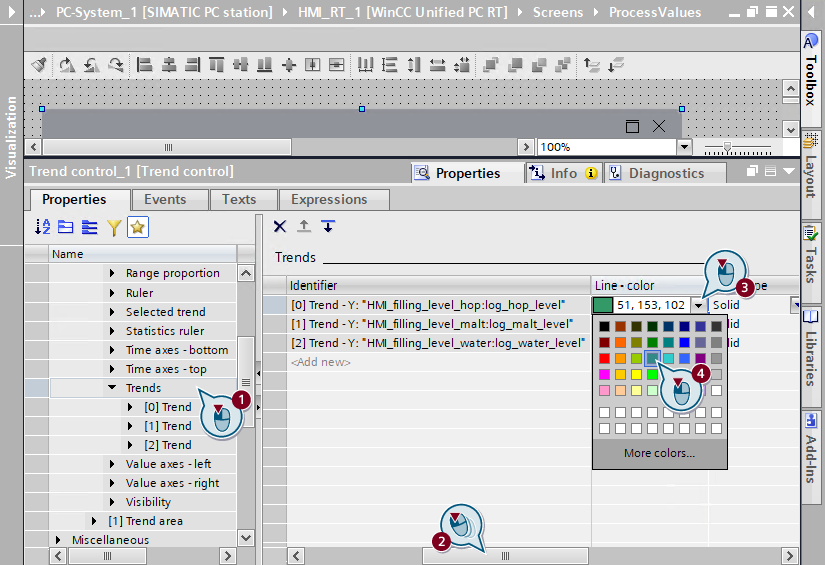 ...
PC-System_1 [SIMATIC PC station]
HMI_RT_1 [WinCC Unified PC RT]
Screens
ProcessValues
Visualization
100%
Trend control_1 [Trend control]
Properties
Info
Diagnostics
Properties
Events
Texts
Expressions
Name
Range proportion
Ruler
Selected trend
Statistics ruler
Time axes - bottom
Time axes - top
Trends
[0] Trend
[1] Trend
[2] Trend
Value axes - left
Value axes - right
Visibility
[1] Trend area
Miscellaneous
1
Trends
Identifier
Line - color
pe
[0] Trend - Y: "HMI_filling_level_hop:log_hop_level"
51, 153, 102
Solid
[1] Trend - Y: "HMI_filling_level_malt:log_malt_level"
lid
[2] Trend - Y: "HMI_filling_level_water:log_water_level"
lid
<Add new>
More colors...
3
4
2
Toolbox
Layout
Tasks
Libraries
Add-Ins